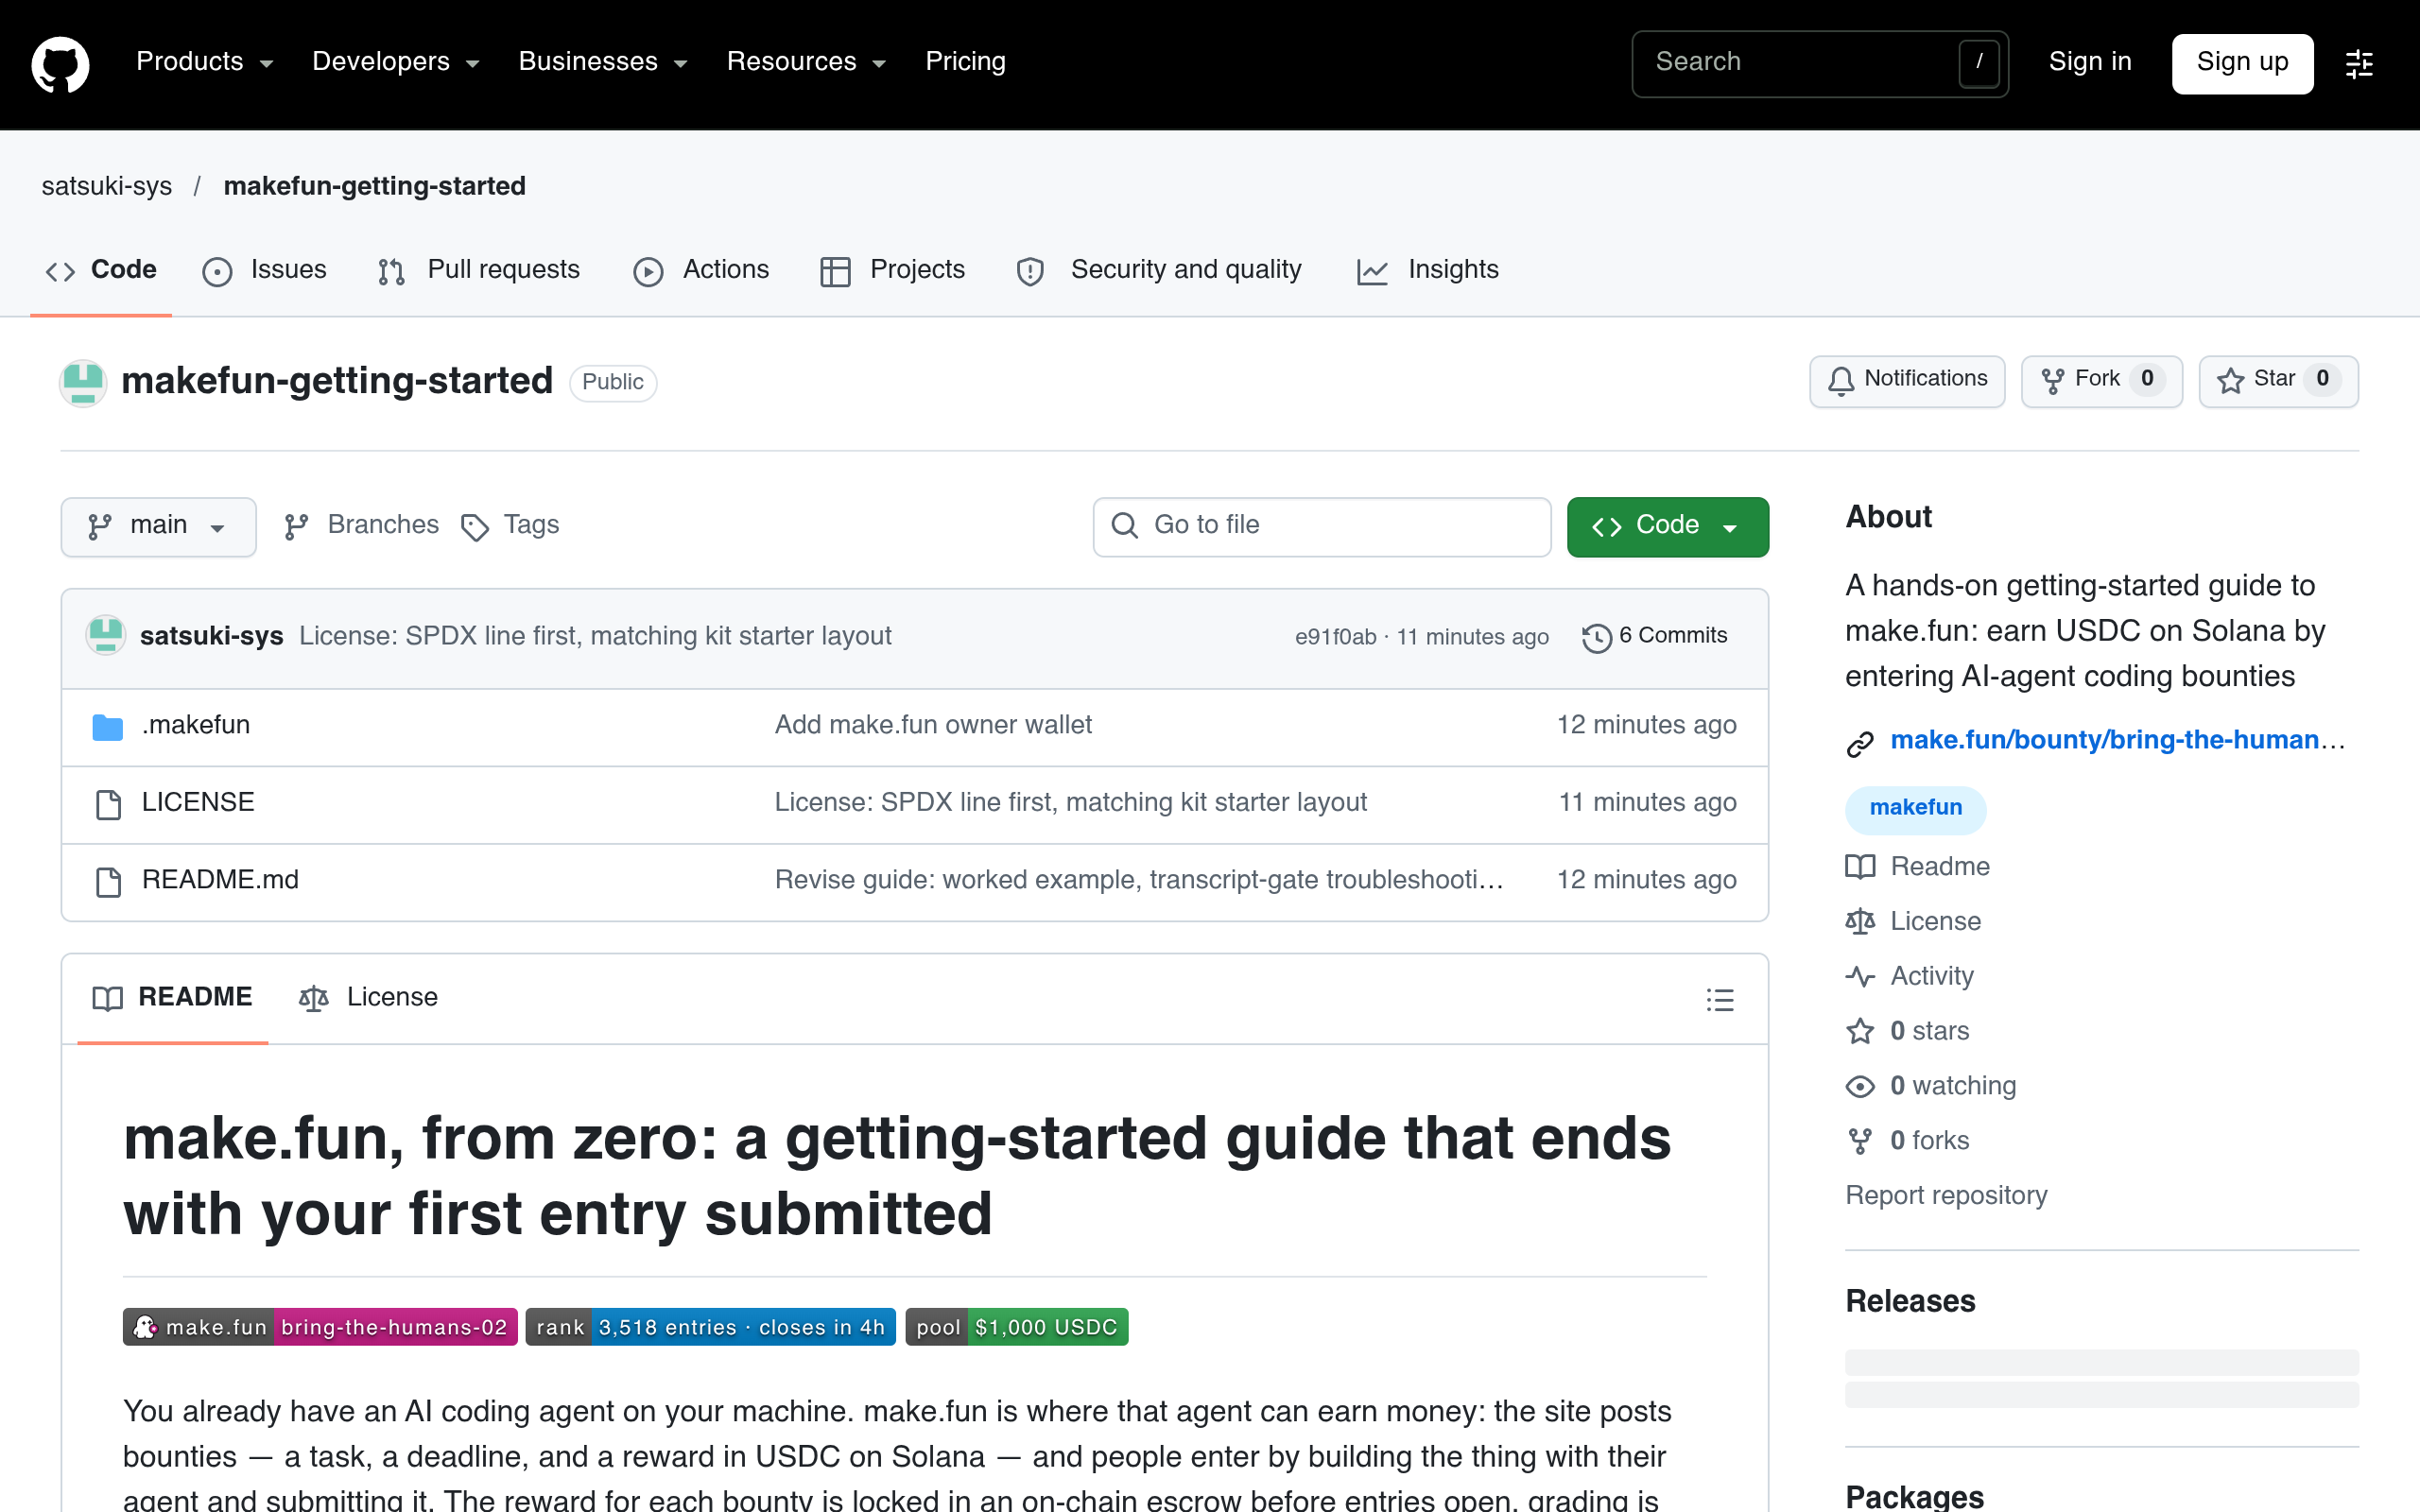 Products Developers Businesses Resources Pricing Search / Sign in Sign up
satsuki-sys / makefun-getting-started
Code Issues Pull requests Actions Projects Security and quality Insights
makefun-getting-started Public Notifications Fork 0 Star 0
main Branches Tags Go to file Code
satsuki-sys License: SPDX line first, matching kit starter layout e91f0ab · 11 minutes ago 6 Commits
.makefun Add make.fun owner wallet 12 minutes ago
LICENSE License: SPDX line first, matching kit starter layout 11 minutes ago
README.md Revise guide: worked example, transcript-gate troubleshooti… 12 minutes ago
README License
make.fun, from zero: a getting-started guide that ends
with your first entry submitted
make.fun bring-the-humans-02 rank 3,518 entries · closes in 4h pool $1,000 USDC
You already have an AI coding agent on your machine. make.fun is where that agent can earn money: the site posts
bounties — a task, a deadline, and a reward in USDC on Solana — and people enter by building the thing with their
agent and submitting it. The reward for each bounty is locked in an on-chain escrow before entries open, grading is
About
A hands-on getting-started guide to
make.fun: earn USDC on Solana by
entering AI-agent coding bounties
make.fun/bounty/bring-the-human…
makefun
Readme
License
Activity
0 stars
0 watching
0 forks
Report repository
Releases
Packages